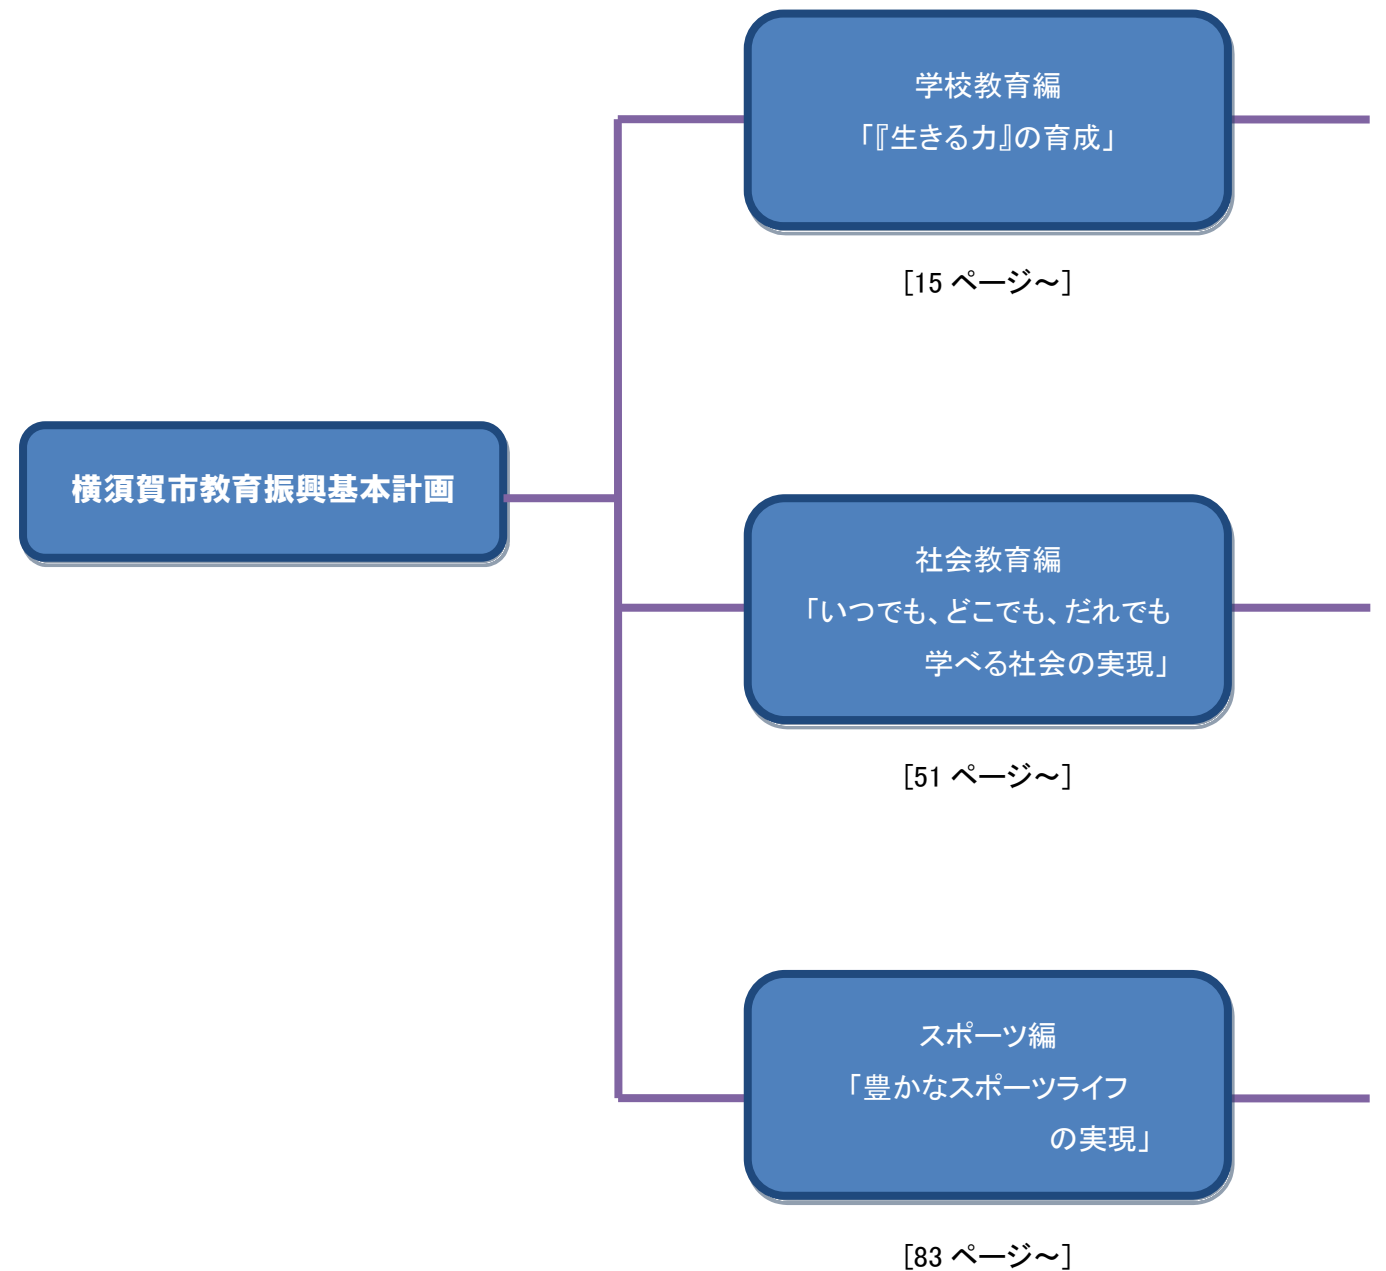 学校教育編
「『生きる力』の育成」
[15 ページ～]
横須賀市教育振興基本計画
社会教育編
「いつでも、どこでも、だれでも
学べる社会の実現」
[51 ページ～]
スポーツ編
「豊かなスポーツライフ
の実現」
[83 ページ～]